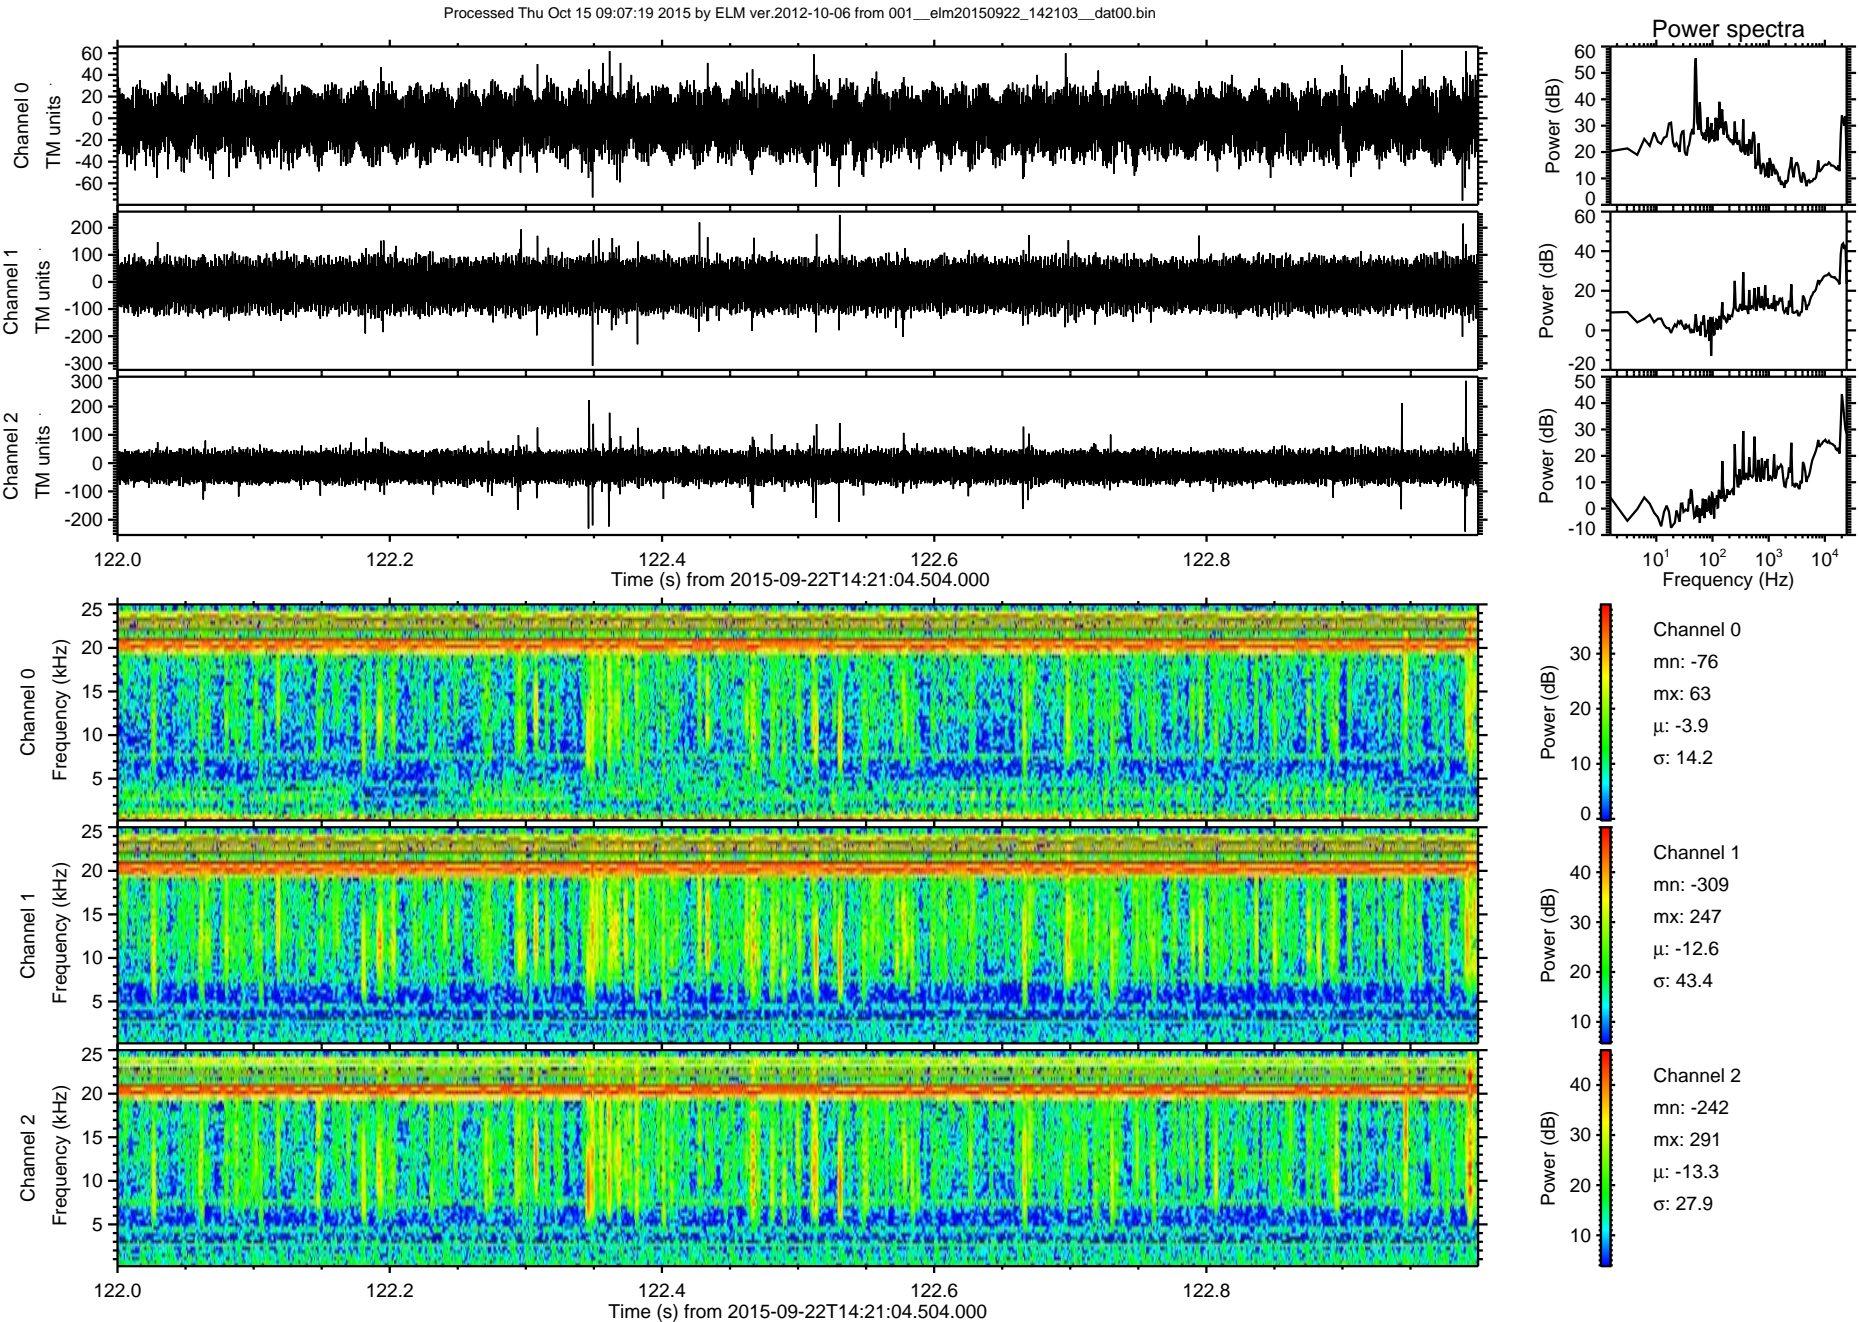 Processed Thu Oct 15 09:07:19 2015 by ELM ver.2012-10-06 from 001__elm20150922_142103__dat00.bin
Power spectra
Channel 0
TM units
60
40
20
0
-20
-40
-60
Power (dB)
60
50
40
30
20
10
0
Channel 1
TM units
200
100
0
-100
-200
-300
Power (dB)
60
40
20
0
-20
Channel 2
TM units
300
200
100
0
-100
-200
Power (dB)
50
40
30
20
10
0
-10
122.0 122.2 122.4 122.6 122.8
Time (s) from 2015-09-22T14:21:04.504.000
10¹ 10² 10³ 10⁴
Frequency (Hz)
Channel 0
Frequency (kHz)
25
20
15
10
5
Power (dB)
30
20
10
0
Channel 0
mn: -76
mx: 63
μ: -3.9
σ: 14.2
Channel 1
Frequency (kHz)
25
20
15
10
5
Power (dB)
40
30
20
10
Channel 1
mn: -309
mx: 247
μ: -12.6
σ: 43.4
Channel 2
Frequency (kHz)
25
20
15
10
5
Power (dB)
40
30
20
10
Channel 2
mn: -242
mx: 291
μ: -13.3
σ: 27.9
122.0 122.2 122.4 122.6 122.8
Time (s) from 2015-09-22T14:21:04.504.000